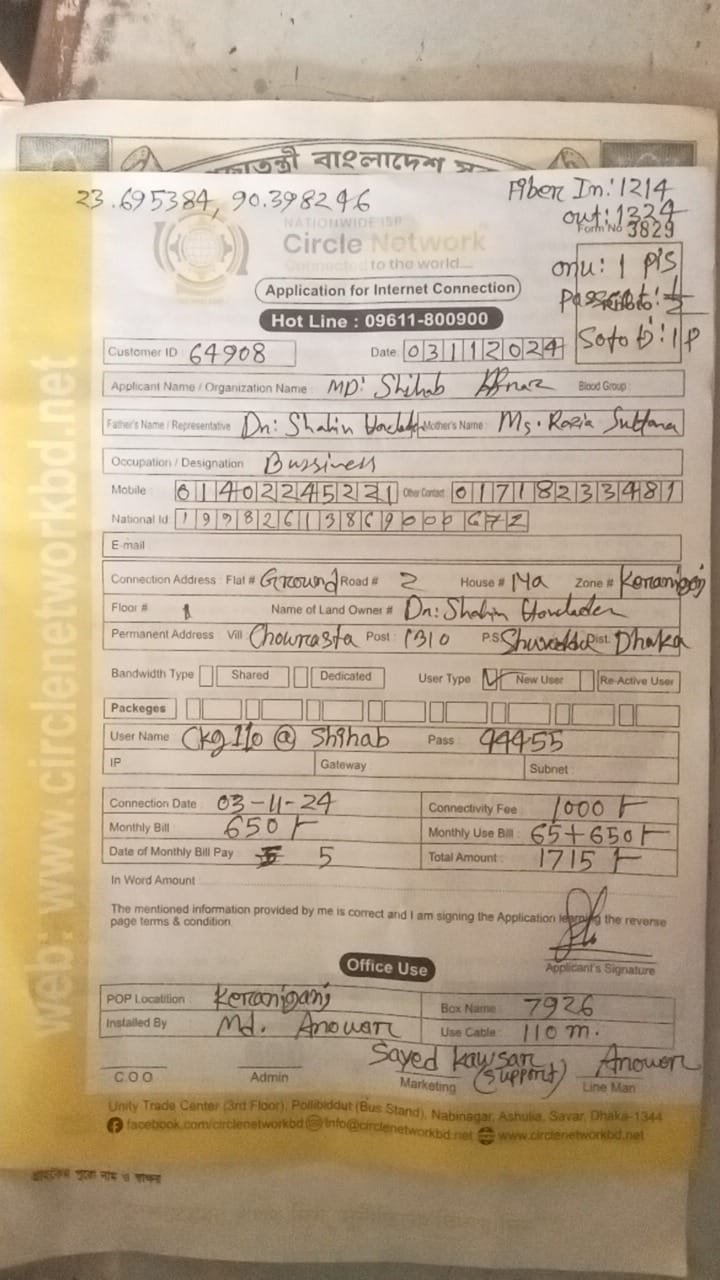 বাংলাদেশ
23.695384, 90.398246
Fiber In: 1214
out: 1324
Form No 3829
NATIONWIDE ISP
Circle Network
Connected to the world....
onu: 1 Pis
Application for Internet Connection
Hot Line : 09611-800900
Customer ID 64908
Date 03112024
Applicant Name / Organization Name : MD: Shihab Blood Group :
Father's Name / Representative Dn: Shahin Howlader Mother's Name : Ms. Razia Sultana
Occupation / Designation Bussiness
Mobile 01402245221 Other Contact 01718233481
National Id 19982613869000672
E-mail
Connection Address : Flat # Ground Road # 2 House # Zone # Keraniganj
Floor # 1 Name of Land Owner # Dn: Shahin Howlader
Permanent Address Vill Chowrasta Post : 1310 P.S Dist. Dhaka
Bandwidth Type Shared Dedicated User Type New User Re-Active User
Packeges
User Name : Ckg110 @ Shihab Pass : 44455
IP Gateway Subnet :
Connection Date : 03-11-24 Connectivity Fee : 1000/-
Monthly Bill : 650/- Monthly Use Bill : 65+650/-
Date of Monthly Bill Pay 5 Total Amount : 1715/-
In Word Amount
The mentioned information provided by me is correct and I am signing the Application learning the reverse
page terms & condition
Applicant's Signature
Office Use
POP Locatition : Keraniganj Box Name : 7926
Installed By Md. Anowar Use Cable : 110 m.
Sayed Kawsar (Support) Anowar
C.O.O Admin Marketing Line Man
Unity Trade Center (3rd Floor), Pollibiddut (Bus Stand), Nabinagar, Ashulia, Savar, Dhaka-1344
facebook.com/circlenetworkbd info@circlenetworkbd.net www.circlenetworkbd.net
web: www.circlenetworkbd.net